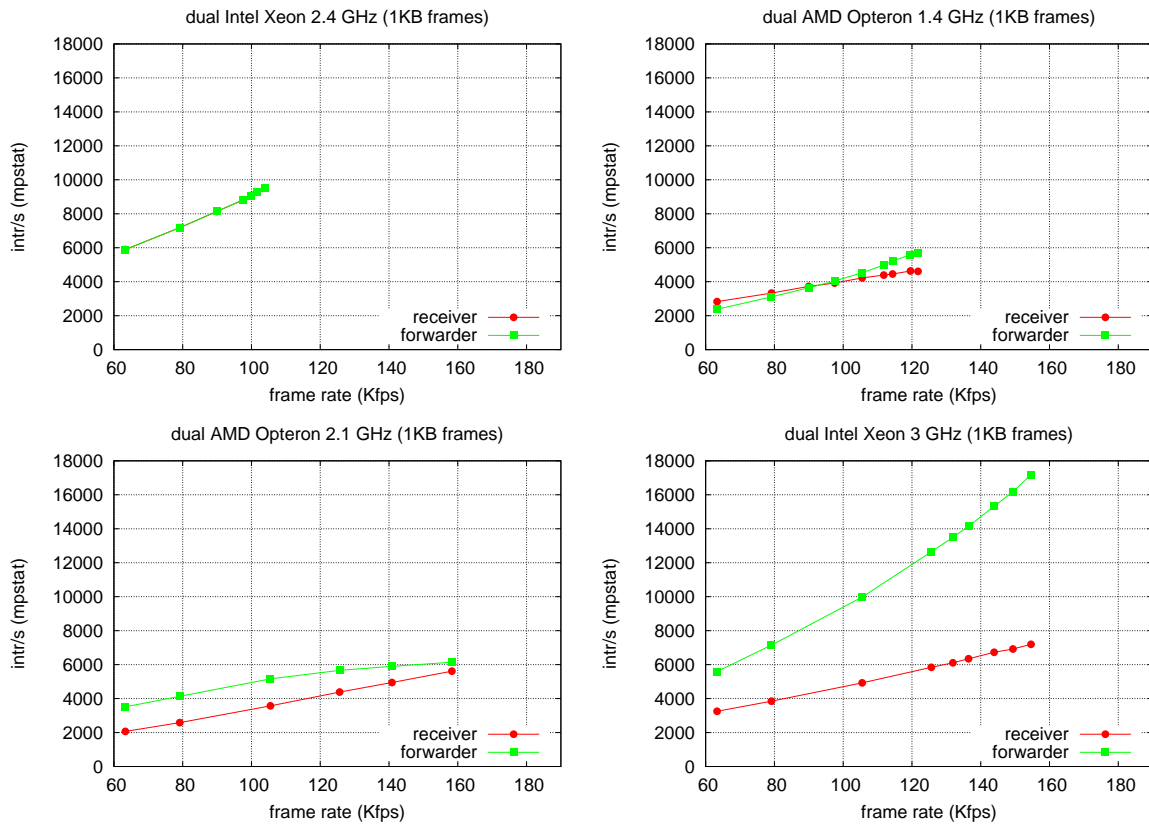 dual Intel Xeon 2.4 GHz (1KB frames)
18000
16000
14000
12000
10000
8000
6000
4000
2000
0
intr/s (mpstat)
receiver
forwarder
60 80 100 120 140 160 180
frame rate (Kfps)
dual AMD Opteron 1.4 GHz (1KB frames)
18000
16000
14000
12000
10000
8000
6000
4000
2000
0
intr/s (mpstat)
receiver
forwarder
60 80 100 120 140 160 180
frame rate (Kfps)
dual AMD Opteron 2.1 GHz (1KB frames)
18000
16000
14000
12000
10000
8000
6000
4000
2000
0
intr/s (mpstat)
receiver
forwarder
60 80 100 120 140 160 180
frame rate (Kfps)
dual Intel Xeon 3 GHz (1KB frames)
18000
16000
14000
12000
10000
8000
6000
4000
2000
0
intr/s (mpstat)
receiver
forwarder
60 80 100 120 140 160 180
frame rate (Kfps)